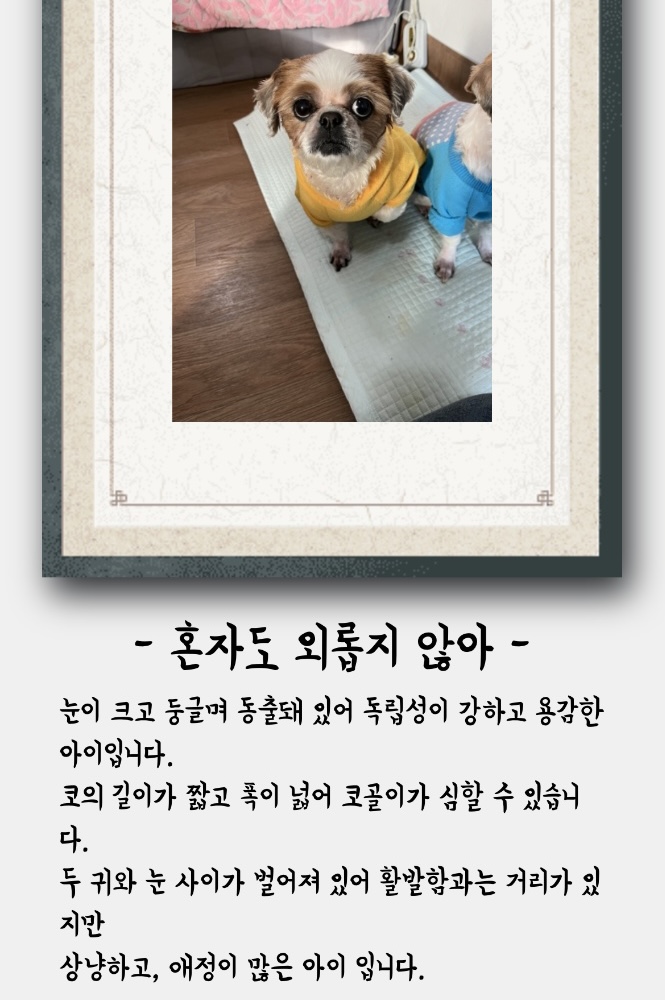 - 혼자도 외롭지 않아 -
눈이 크고 둥글며 동출돼 있어 독립성이 강하고 용감한
아이입니다.
코의 길이가 짧고 폭이 넓어 코골이가 심할 수 있습니
다.
두 귀와 눈 사이가 벌어져 있어 활발함과는 거리가 있
지만
상냥하고, 애정이 많은 아이 입니다.